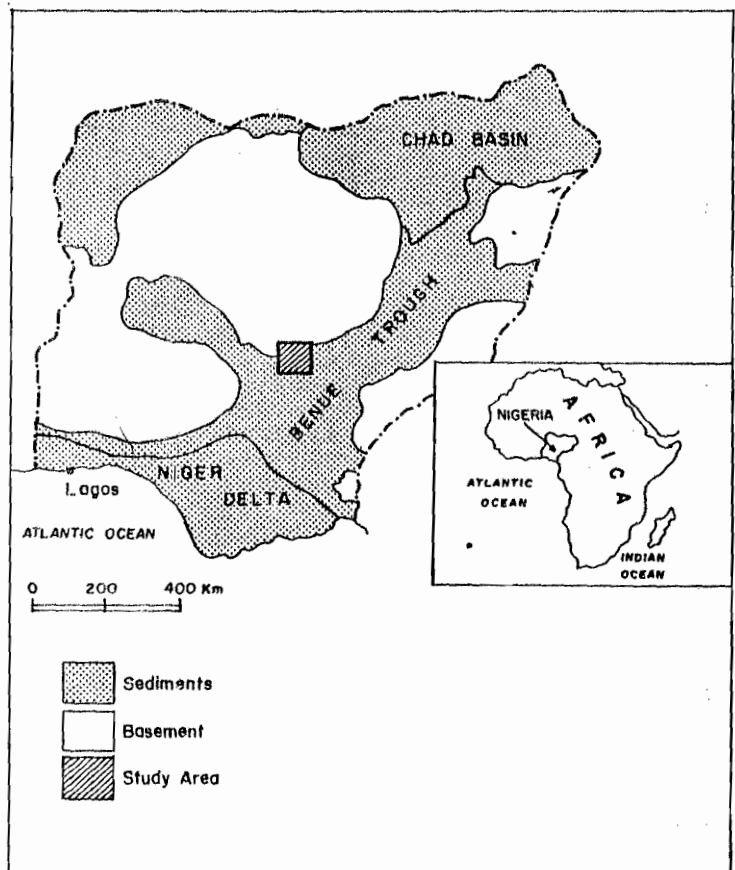 CHAD BASIN
BENUE TROUGH
NIGER
DELTA
Lagos
ATLANTIC OCEAN
0 200 400 Km
Sediments
Basement
Study Area
NIGERIA
AFRICA
ATLANTIC
OCEAN
INDIAN
OCEAN